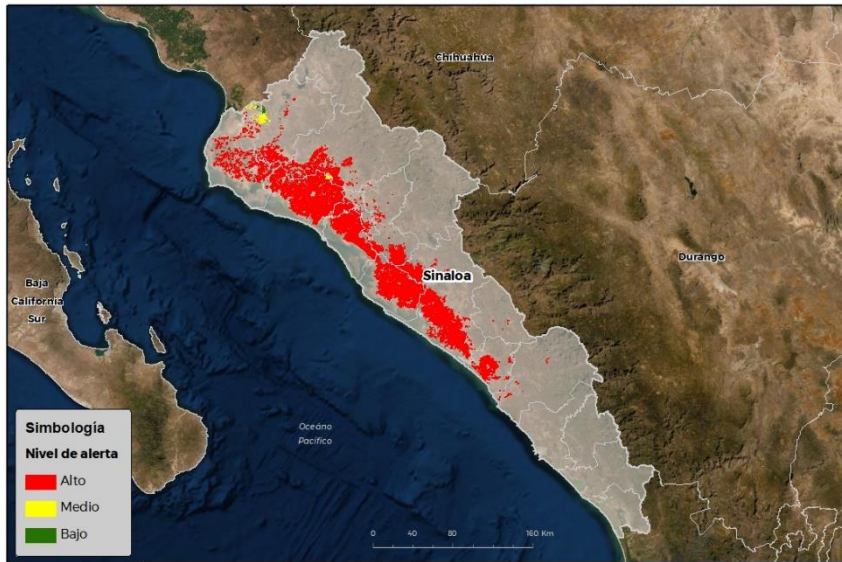 Chihuahua
Durango
Sinaloa
Baja
California
Sur
Oceáno
Pacífico
Simbología
Nivel de alerta
Alto
Medio
Bajo
0 40 80 160 Km